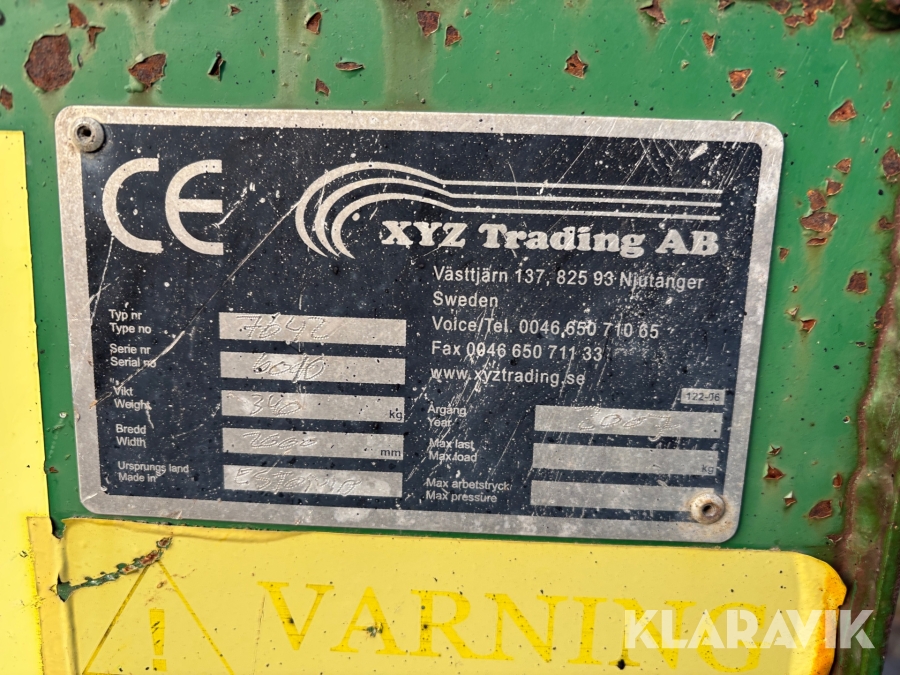 CE
XYZ Trading AB
Västtjärn 137, 825 93 Njutånger
Sweden
Voice/Tel. 0046 650 710 65
Fax 0046 650 711 33
www.xyztrading.se
122-06
Typ nr
Type no
Serie nr
Serial no
Vikt
Weight
kg
Bredd
Width
mm
Ursprungs land
Made in
Årgång
Year
Max last
Max.load
kg
Max arbetstryck
Max pressure
VARNING
KLARAVIK